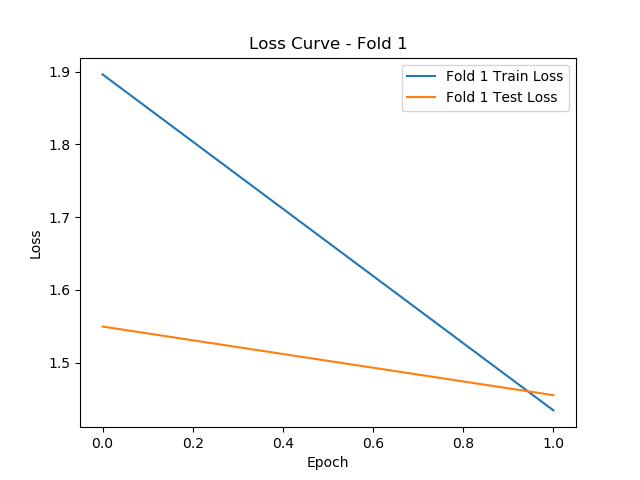 Loss Curve - Fold 1
Fold 1 Train Loss
Fold 1 Test Loss
1.9
1.8
1.7
1.6
1.5
Loss
0.0 0.2 0.4 0.6 0.8 1.0
Epoch